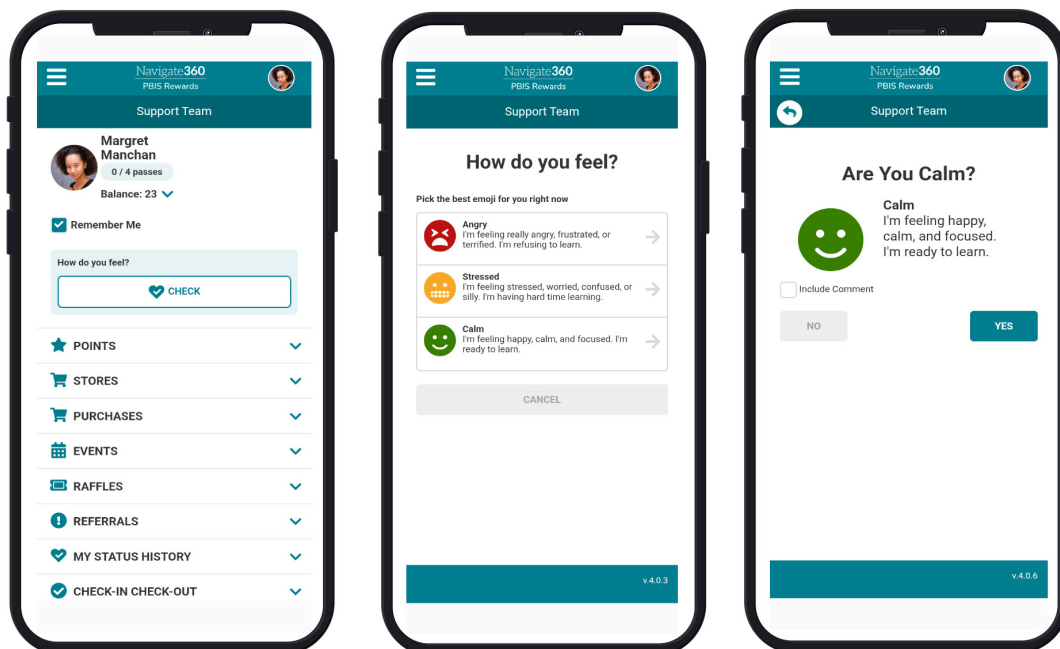 Navigate360
PBIS Rewards
Support Team
Margret
Manchan
0 / 4 passes
Balance: 23
Remember Me
How do you feel?
CHECK
POINTS
STORES
PURCHASES
EVENTS
RAFFLES
REFERRALS
MY STATUS HISTORY
CHECK-IN CHECK-OUT
Navigate360
PBIS Rewards
Support Team
How do you feel?
Pick the best emoji for you right now
Angry
I'm feeling really angry, frustrated, or
terrified. I'm refusing to learn.
Stressed
I'm feeling stressed, worried, confused, or
silly. I'm having hard time learning.
Calm
I'm feeling happy, calm, and focused. I'm
ready to learn.
CANCEL
v.4.0.3
Navigate360
PBIS Rewards
Support Team
Are You Calm?
Calm
I'm feeling happy,
calm, and focused.
I'm ready to learn.
Include Comment
NO
YES
v.4.0.6